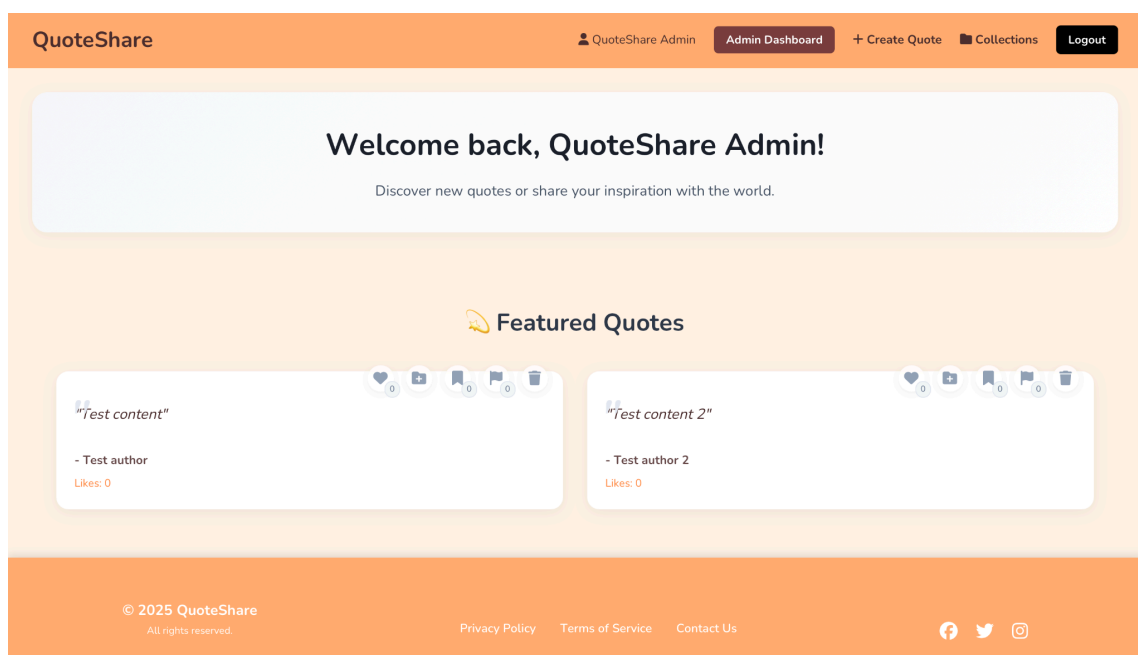 QuoteShare
QuoteShare Admin
Admin Dashboard
+ Create Quote
Collections
Logout
Welcome back, QuoteShare Admin!
Discover new quotes or share your inspiration with the world.
Featured Quotes
0
0
0
"Test content"
- Test author
Likes: 0
0
0
0
"Test content 2"
- Test author 2
Likes: 0
© 2025 QuoteShare
All rights reserved.
Privacy Policy
Terms of Service
Contact Us